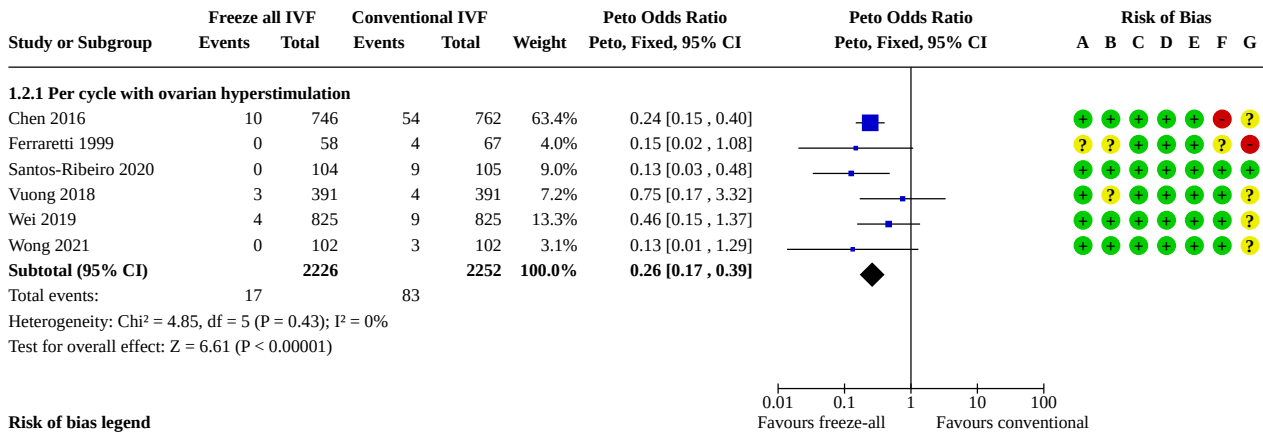 Freeze all IVF Conventional IVF Peto Odds Ratio Peto Odds Ratio Risk of Bias
Study or Subgroup Events Total Events Total Weight Peto, Fixed, 95% CI Peto, Fixed, 95% CI A B C D E F G
1.2.1 Per cycle with ovarian hyperstimulation
Chen 2016 10 746 54 762 63.4% 0.24 [0.15 , 0.40] + + + + + - ?
Ferraretti 1999 0 58 4 67 4.0% 0.15 [0.02 , 1.08] ? ? + + + ? -
Santos-Ribeiro 2020 0 104 9 105 9.0% 0.13 [0.03 , 0.48] + + + + + + +
Vuong 2018 3 391 4 391 7.2% 0.75 [0.17 , 3.32] + ? + + + + ?
Wei 2019 4 825 9 825 13.3% 0.46 [0.15 , 1.37] + + + + + + ?
Wong 2021 0 102 3 102 3.1% 0.13 [0.01 , 1.29] + + + + + + ?
Subtotal (95% CI) 2226 2252 100.0% 0.26 [0.17 , 0.39]
Total events: 17 83
Heterogeneity: Chi² = 4.85, df = 5 (P = 0.43); I² = 0%
Test for overall effect: Z = 6.61 (P < 0.00001)
0.01 0.1 1 10 100
Favours freeze-all Favours conventional
Risk of bias legend